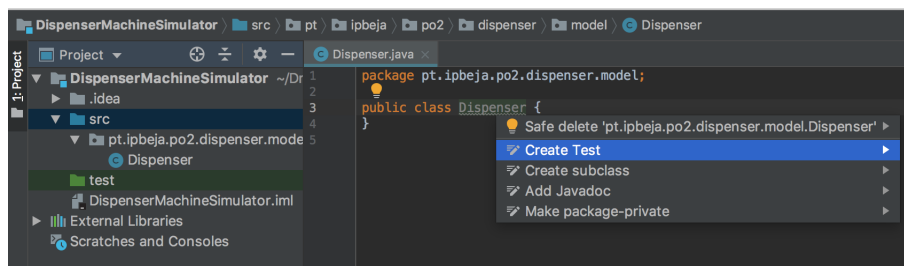 DispenserMachineSimulator src pt ipbeja po2 dispenser model Dispenser
1: Project
Project
DispenserMachineSimulator ~/Dr
.idea
src
pt.ipbeja.po2.dispenser.mode
Dispenser
test
DispenserMachineSimulator.iml
External Libraries
Scratches and Consoles
Dispenser.java
1 package pt.ipbeja.po2.dispenser.model;
2
3 public class Dispenser {
4 }
5
Safe delete 'pt.ipbeja.po2.dispenser.model.Dispenser'
Create Test
Create subclass
Add Javadoc
Make package-private